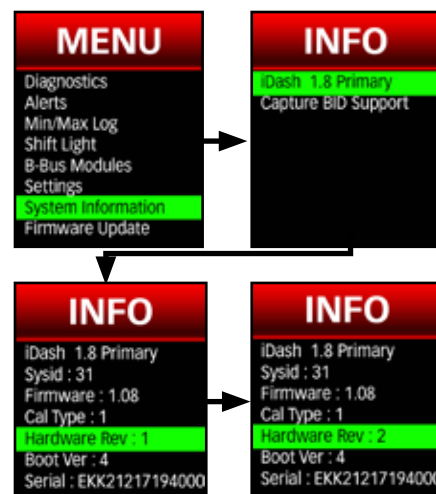 MENU
Diagnostics
Alerts
Min/Max Log
Shift Light
B-Bus Modules
Settings
System Information
Firmware Update
INFO
iDash 1.8 Primary
Capture BID Support
INFO
iDash 1.8 Primary
Sysid : 31
Firmware : 1.08
Cal Type : 1
Hardware Rev : 1
Boot Ver : 4
Serial : EKK21217194000
INFO
iDash 1.8 Primary
Sysid : 31
Firmware : 1.08
Cal Type : 1
Hardware Rev : 2
Boot Ver : 4
Serial : EKK21217194000